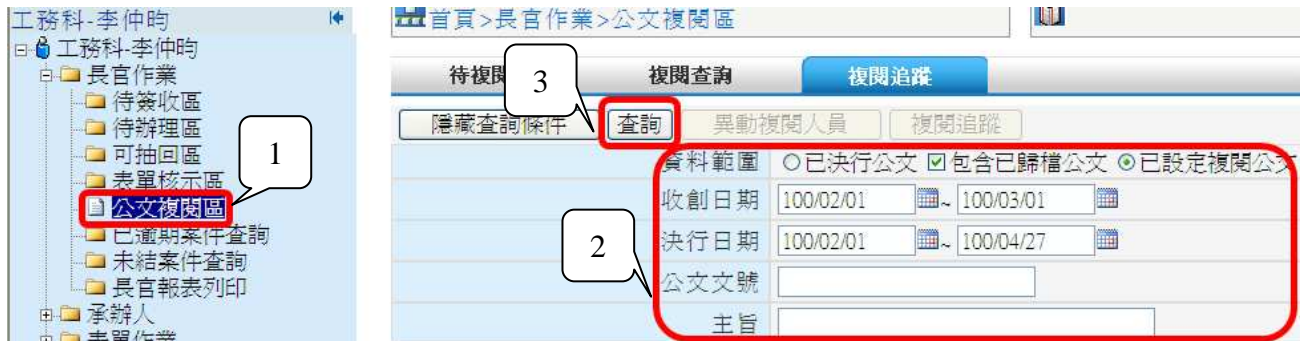 工務科-李仲昀
工務科-李仲昀
長官作業
待簽收區
待辦理區
可抽回區
表單核示區
公文複閱區
已逾期案件查詢
未結案件查詢
長官報表列印
承辦人
表單作業
1
首頁>長官作業>公文複閱區
待複閱 複閱查詢 複閱追蹤
3
隱藏查詢條件 查詢 異動複閱人員 複閱追蹤
資料範圍 已決行公文 包含已歸檔公文 已設定複閱公文
收創日期 100/02/01 ~ 100/03/01
決行日期 100/02/01 ~ 100/04/27
2
公文文號
主旨